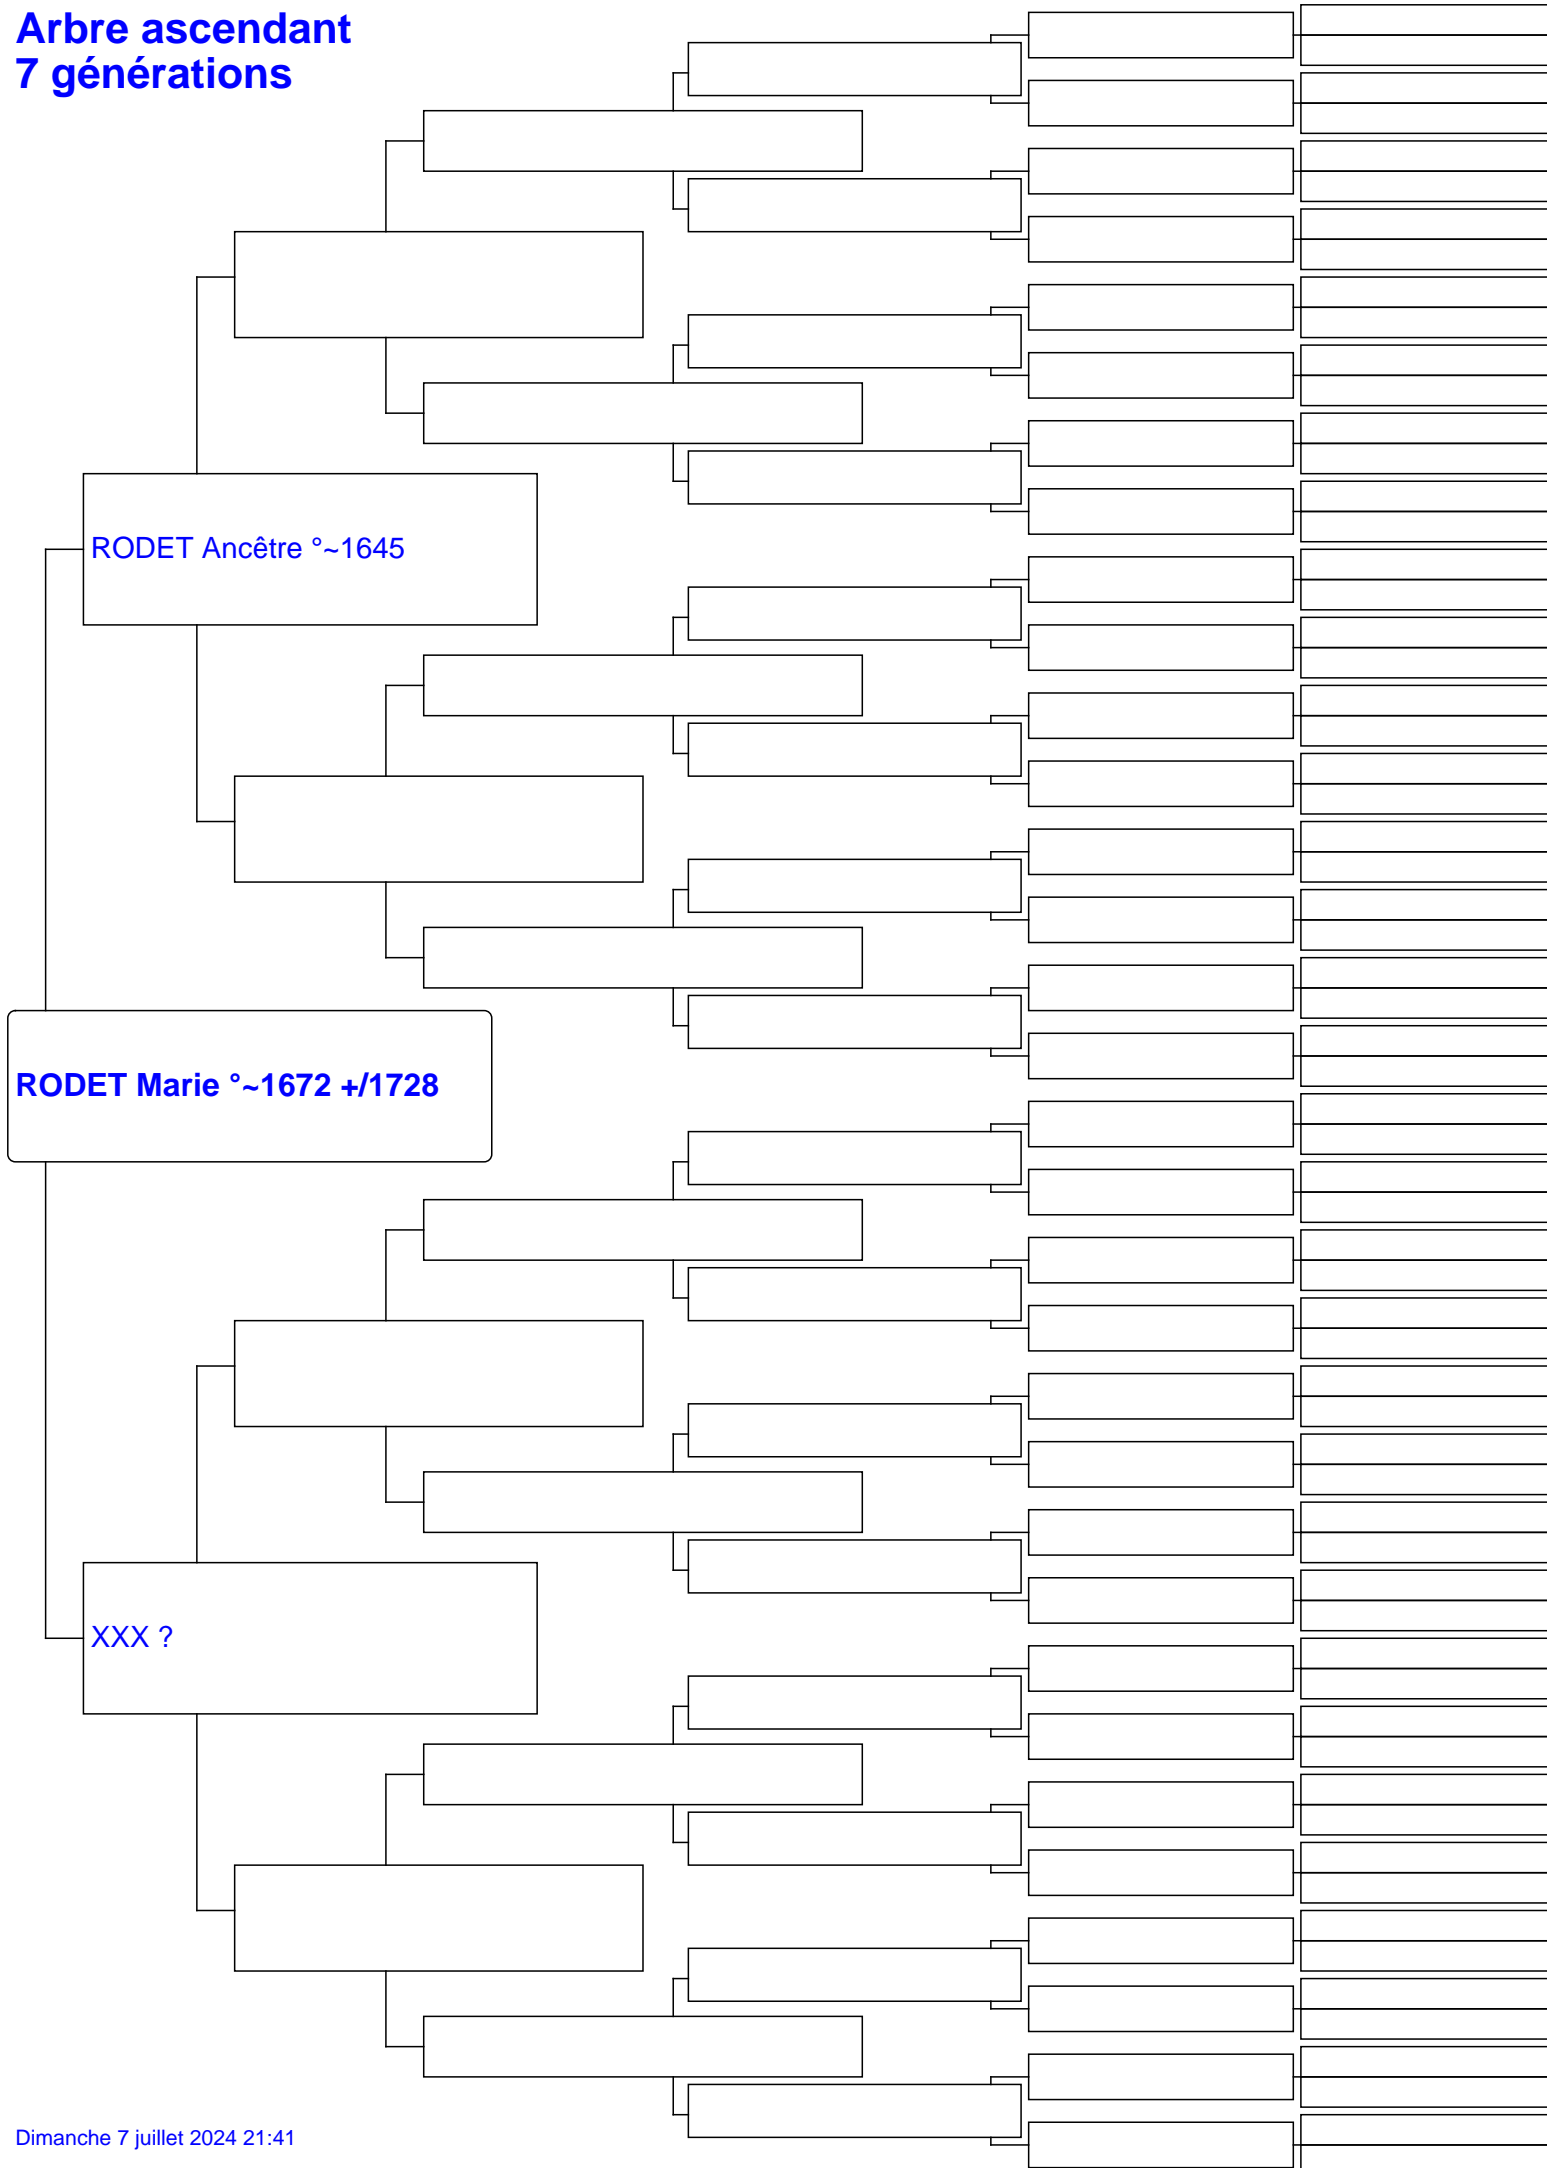 Arbre ascendant
7 générations
RODET Ancêtre °~1645
RODET Marie °~1672 +/1728
XXX ?
Dimanche 7 juillet 2024 21:41